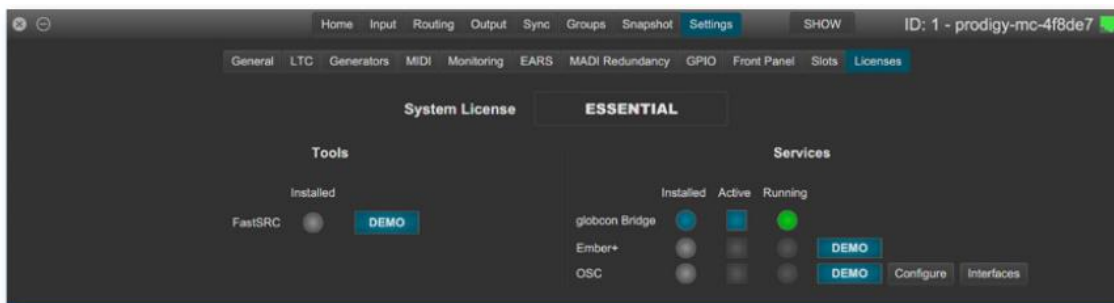 Home Input Routing Output Sync Groups Snapshot Settings SHOW ID: 1 - prodigy-mc-4f8de7
General LTC Generators MIDI Monitoring EARS MADI Redundancy GPIO Front Panel Slots Licenses
System License ESSENTIAL
Tools Services
Installed Installed Active Running
globcon Bridge
FastSRC DEMO
Ember+ DEMO
OSC DEMO Configure Interfaces